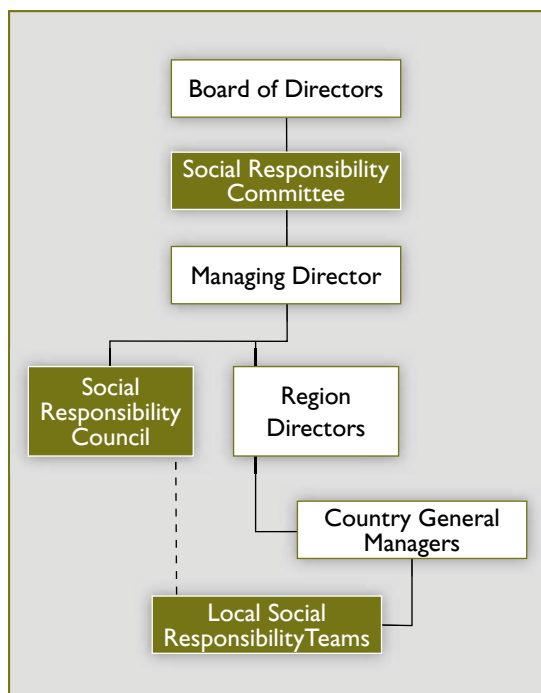 Board of Directors
Social Responsibility
Committee
Managing Director
Social
Responsibility
Council
Region
Directors
Country General
Managers
Local Social
ResponsibilityTeams